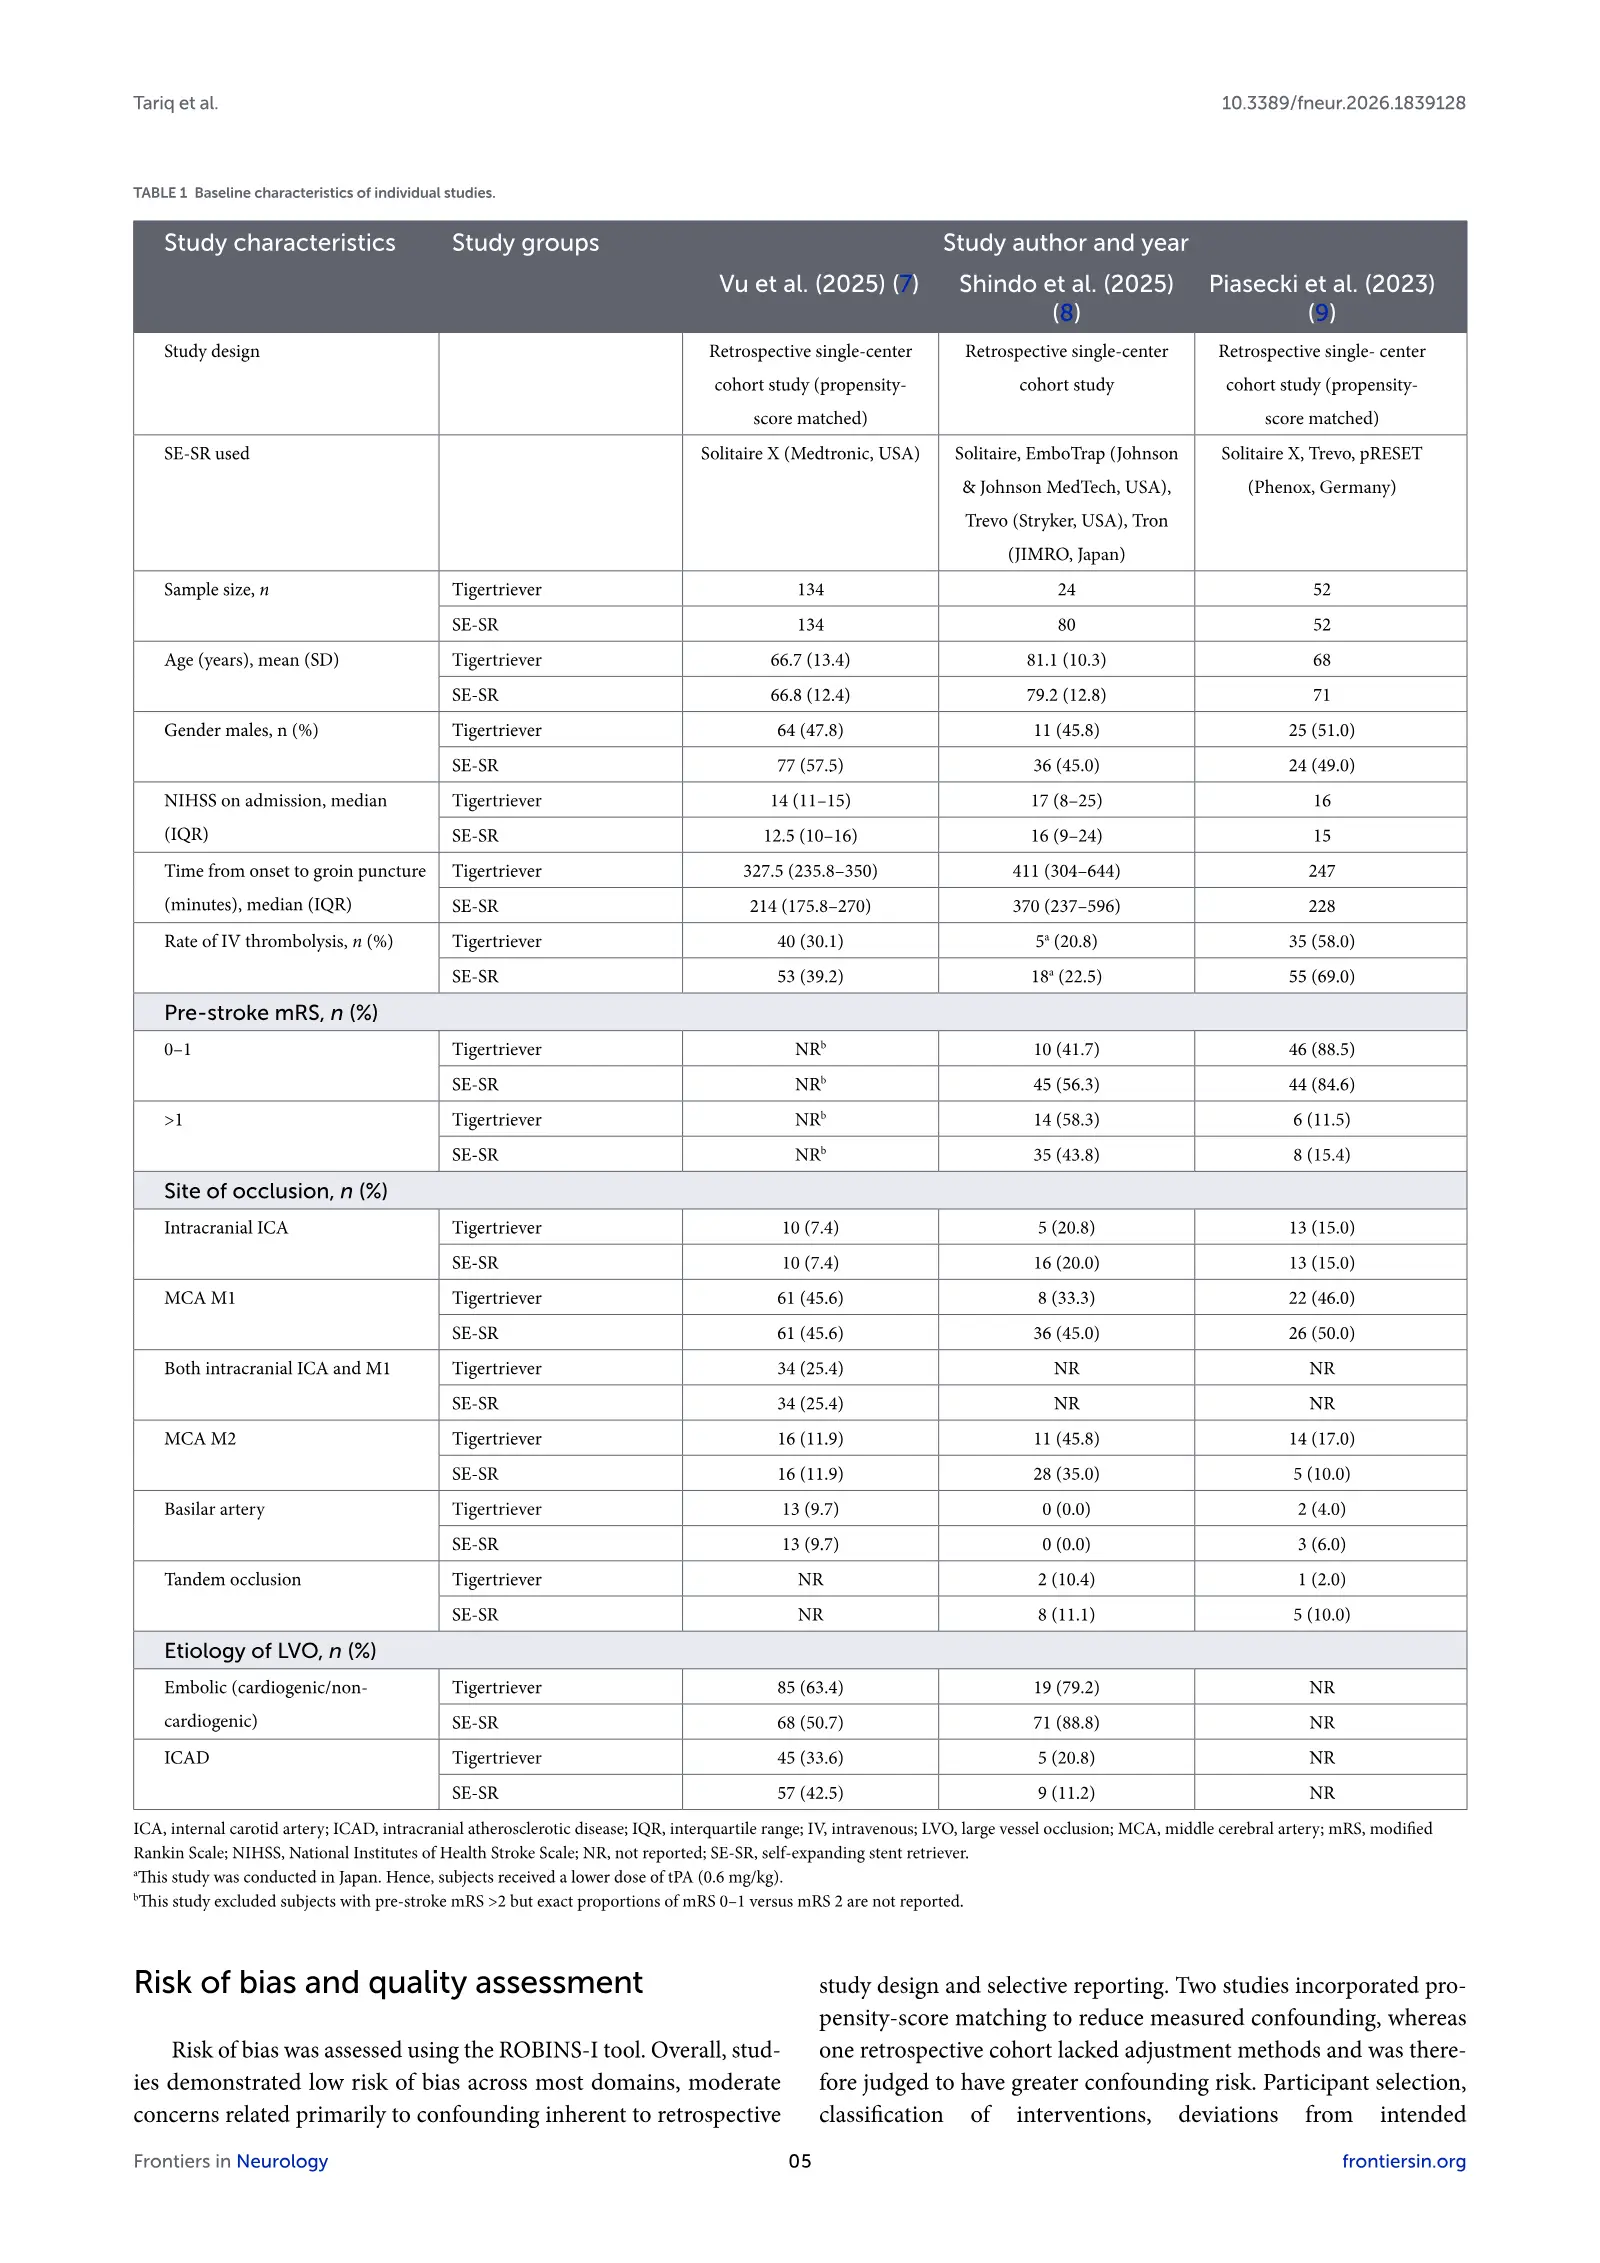 Tariq et al.
10.3389/fneur.2026.1839128
TABLE 1 Baseline characteristics of individual studies.
Study characteristics Study groups Study author and year
Vu et al. (2025) (7) Shindo et al. (2025) (8) Piasecki et al. (2023) (9)
Study design Retrospective single-center cohort study (propensity-score matched) Retrospective single-center cohort study Retrospective single- center cohort study (propensity-score matched)
SE-SR used Solitaire X (Medtronic, USA) Solitaire, EmboTrap (Johnson & Johnson MedTech, USA), Trevo (Stryker, USA), Tron (JIMRO, Japan) Solitaire X, Trevo, pRESET (Phenox, Germany)
Sample size, n Tigertriever 134 24 52
SE-SR 134 80 52
Age (years), mean (SD) Tigertriever 66.7 (13.4) 81.1 (10.3) 68
SE-SR 66.8 (12.4) 79.2 (12.8) 71
Gender males, n (%) Tigertriever 64 (47.8) 11 (45.8) 25 (51.0)
SE-SR 77 (57.5) 36 (45.0) 24 (49.0)
NIHSS on admission, median (IQR) Tigertriever 14 (11–15) 17 (8–25) 16
SE-SR 12.5 (10–16) 16 (9–24) 15
Time from onset to groin puncture (minutes), median (IQR) Tigertriever 327.5 (235.8–350) 411 (304–644) 247
SE-SR 214 (175.8–270) 370 (237–596) 228
Rate of IV thrombolysis, n (%) Tigertriever 40 (30.1) 5ᵃ (20.8) 35 (58.0)
SE-SR 53 (39.2) 18ᵃ (22.5) 55 (69.0)
Pre-stroke mRS, n (%)
0–1 Tigertriever NRᵇ 10 (41.7) 46 (88.5)
SE-SR NRᵇ 45 (56.3) 44 (84.6)
>1 Tigertriever NRᵇ 14 (58.3) 6 (11.5)
SE-SR NRᵇ 35 (43.8) 8 (15.4)
Site of occlusion, n (%)
Intracranial ICA Tigertriever 10 (7.4) 5 (20.8) 13 (15.0)
SE-SR 10 (7.4) 16 (20.0) 13 (15.0)
MCA M1 Tigertriever 61 (45.6) 8 (33.3) 22 (46.0)
SE-SR 61 (45.6) 36 (45.0) 26 (50.0)
Both intracranial ICA and M1 Tigertriever 34 (25.4) NR NR
SE-SR 34 (25.4) NR NR
MCA M2 Tigertriever 16 (11.9) 11 (45.8) 14 (17.0)
SE-SR 16 (11.9) 28 (35.0) 5 (10.0)
Basilar artery Tigertriever 13 (9.7) 0 (0.0) 2 (4.0)
SE-SR 13 (9.7) 0 (0.0) 3 (6.0)
Tandem occlusion Tigertriever NR 2 (10.4) 1 (2.0)
SE-SR NR 8 (11.1) 5 (10.0)
Etiology of LVO, n (%)
Embolic (cardiogenic/non-cardiogenic) Tigertriever 85 (63.4) 19 (79.2) NR
SE-SR 68 (50.7) 71 (88.8) NR
ICAD Tigertriever 45 (33.6) 5 (20.8) NR
SE-SR 57 (42.5) 9 (11.2) NR
ICA, internal carotid artery; ICAD, intracranial atherosclerotic disease; IQR, interquartile range; IV, intravenous; LVO, large vessel occlusion; MCA, middle cerebral artery; mRS, modified
Rankin Scale; NIHSS, National Institutes of Health Stroke Scale; NR, not reported; SE-SR, self-expanding stent retriever.
ᵃThis study was conducted in Japan. Hence, subjects received a lower dose of tPA (0.6 mg/kg).
ᵇThis study excluded subjects with pre-stroke mRS >2 but exact proportions of mRS 0–1 versus mRS 2 are not reported.
Risk of bias and quality assessment
Risk of bias was assessed using the ROBINS-I tool. Overall, stud-
ies demonstrated low risk of bias across most domains, moderate
concerns related primarily to confounding inherent to retrospective
study design and selective reporting. Two studies incorporated pro-
pensity-score matching to reduce measured confounding, whereas
one retrospective cohort lacked adjustment methods and was there-
fore judged to have greater confounding risk. Participant selection,
classification of interventions, deviations from intended
Frontiers in Neurology
05
frontiersin.org